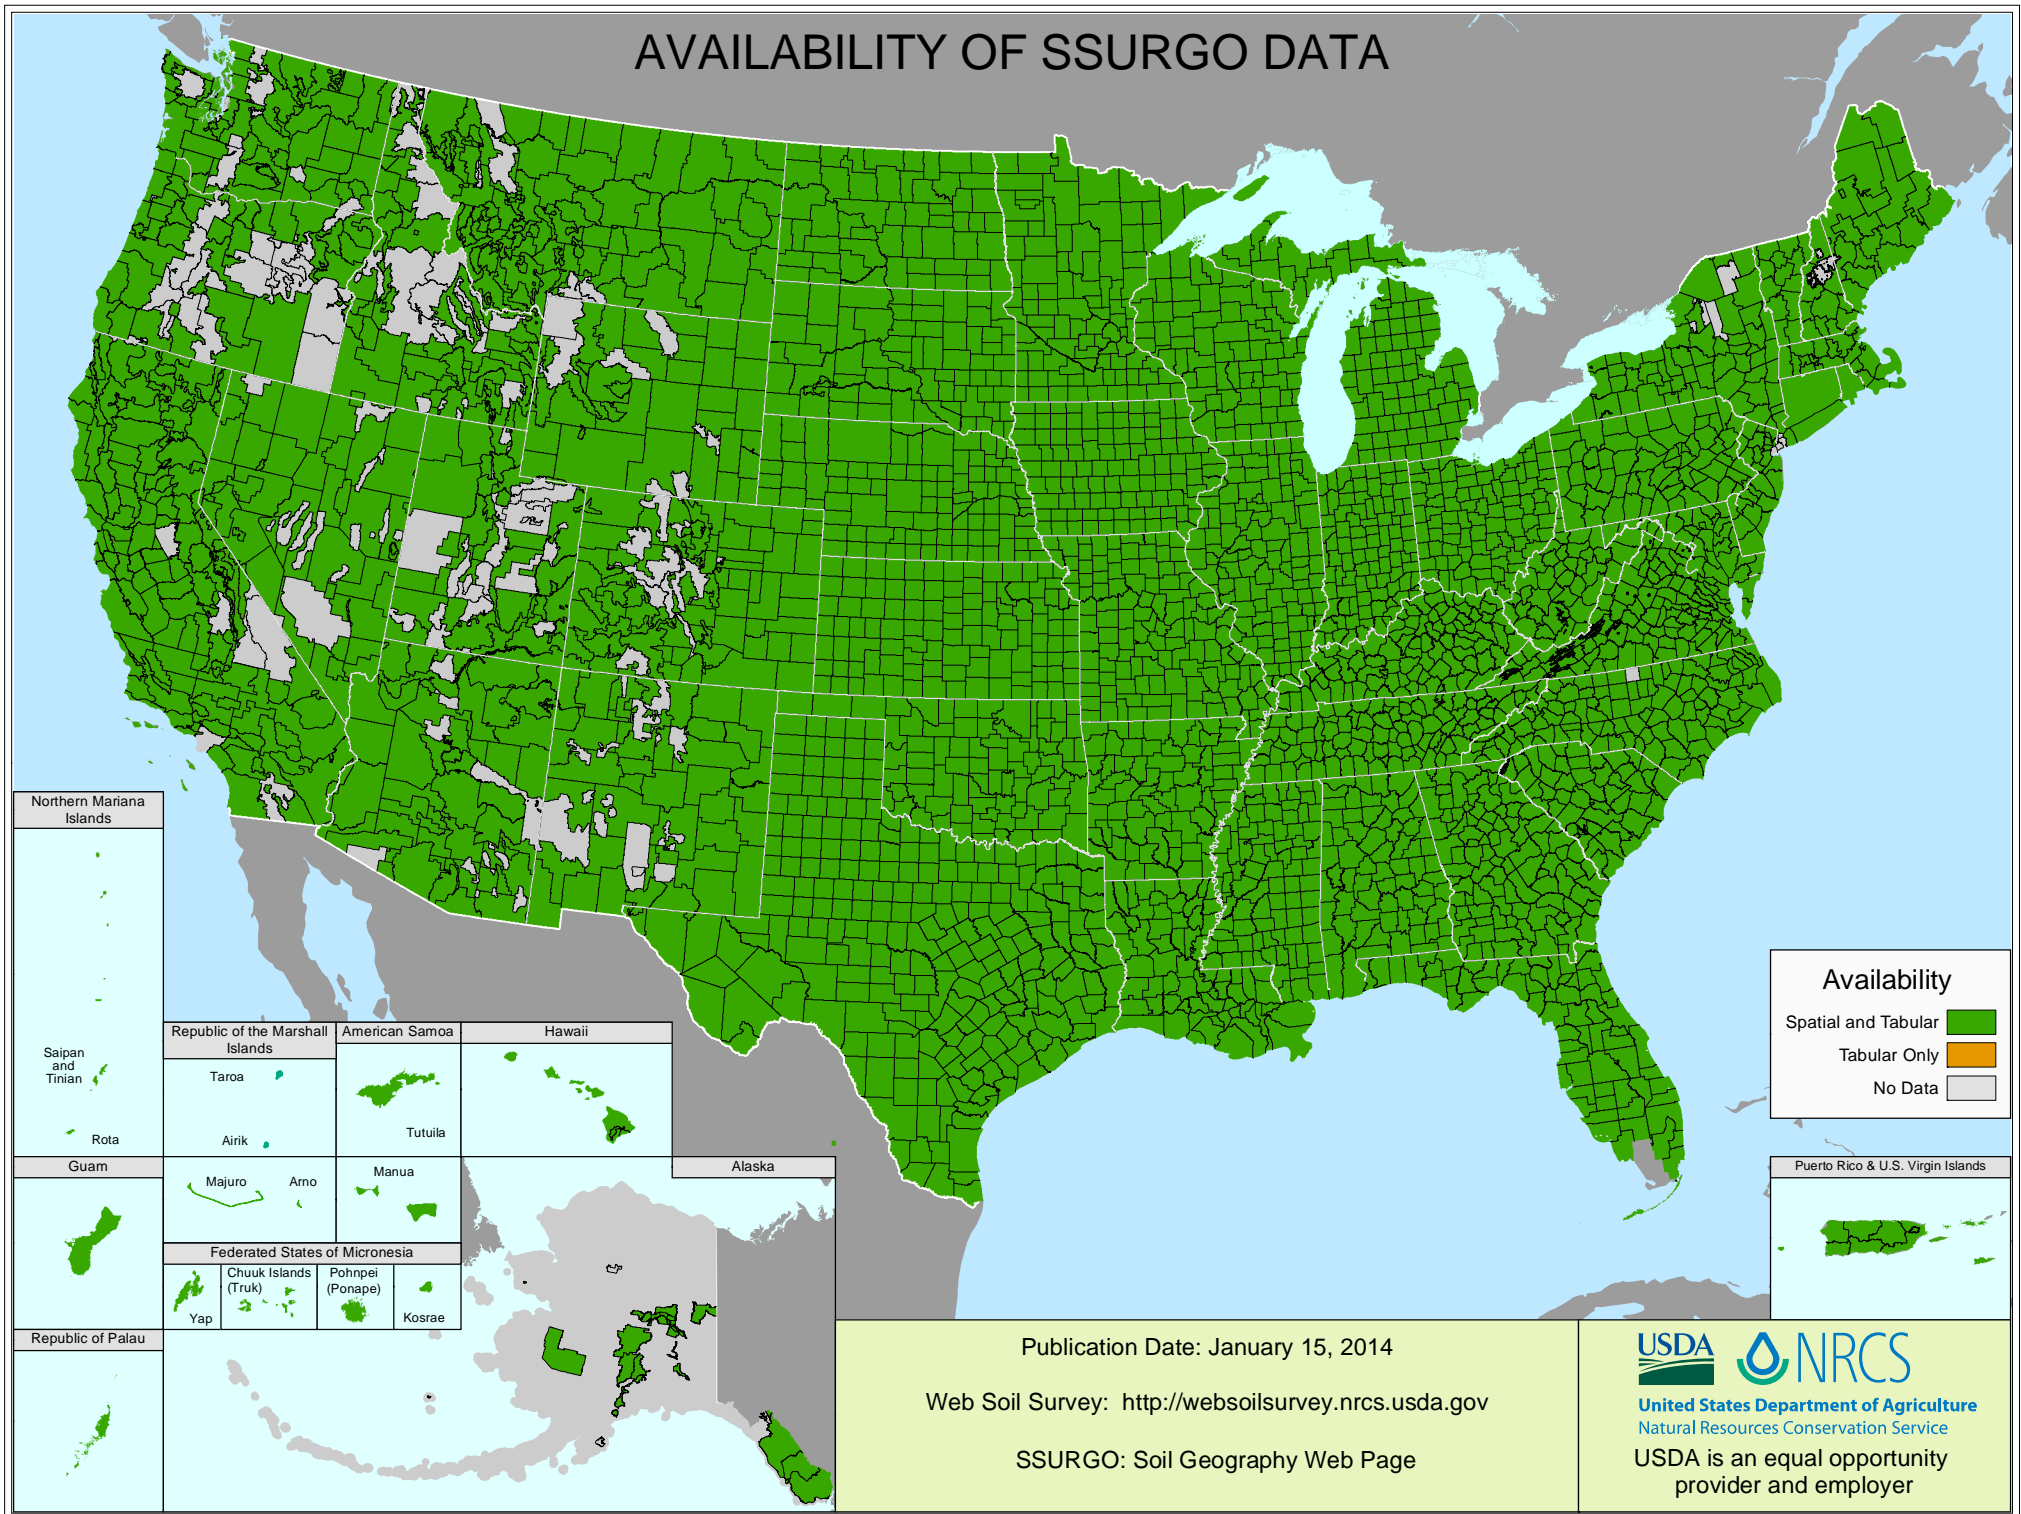 AVAILABILITY OF SSURGO DATA
Northern Mariana
Islands
Saipan
and
Tinian
Rota
Guam
Republic of Palau
Republic of the Marshall
Islands
Taroa
Airik
Majuro
Arno
American Samoa
Tutuila
Manua
Hawaii
Federated States of Micronesia
Yap
Chuuk Islands
(Truk)
Pohnpei
(Ponape)
Kosrae
Alaska
Availability
Spatial and Tabular
Tabular Only
No Data
Puerto Rico & U.S. Virgin Islands
Publication Date: January 15, 2014
Web Soil Survey: http://websoilsurvey.nrcs.usda.gov
SSURGO: Soil Geography Web Page
USDA
NRCS
United States Department of Agriculture
Natural Resources Conservation Service
USDA is an equal opportunity
provider and employer